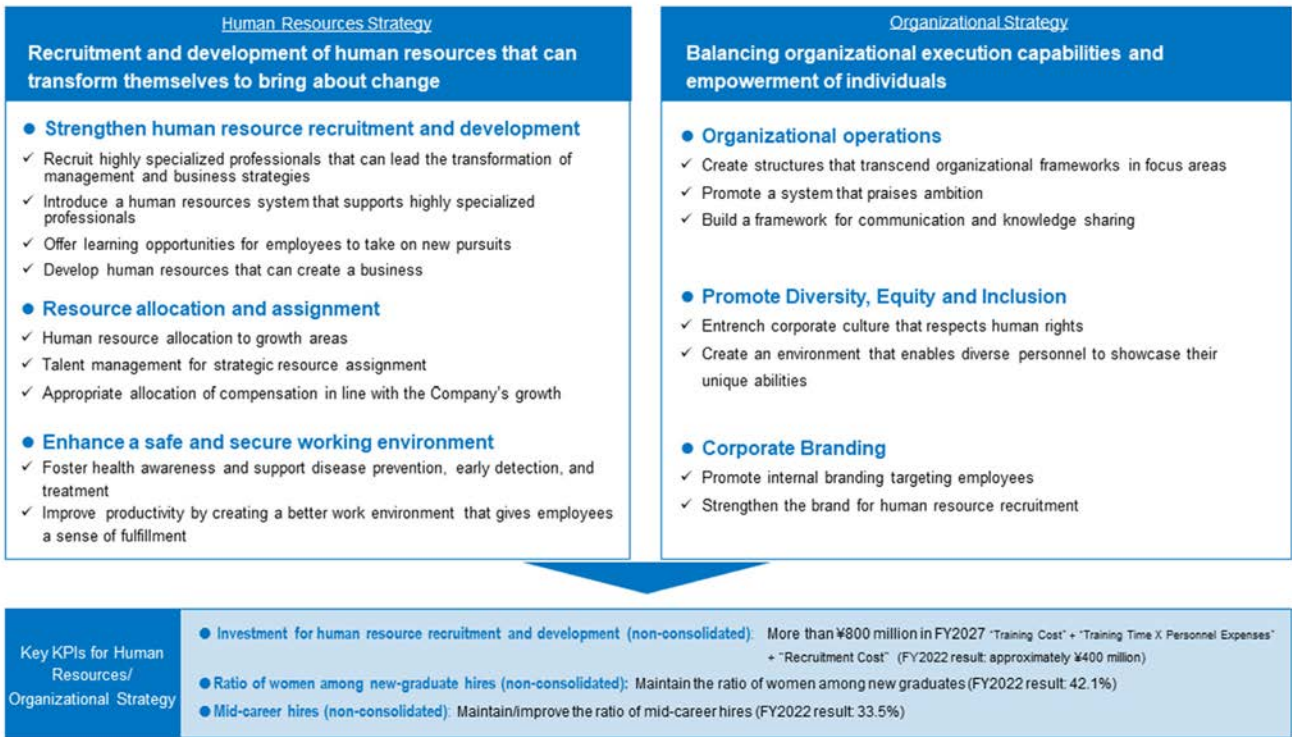 Human Resources Strategy
Recruitment and development of human resources that can
transform themselves to bring about change
● Strengthen human resource recruitment and development
✓ Recruit highly specialized professionals that can lead the transformation of
management and business strategies
✓ Introduce a human resources system that supports highly specialized
professionals
✓ Offer learning opportunities for employees to take on new pursuits
✓ Develop human resources that can create a business
● Resource allocation and assignment
✓ Human resource allocation to growth areas
✓ Talent management for strategic resource assignment
✓ Appropriate allocation of compensation in line with the Company's growth
● Enhance a safe and secure working environment
✓ Foster health awareness and support disease prevention, early detection, and
treatment
✓ Improve productivity by creating a better work environment that gives employees
a sense of fulfillment
Organizational Strategy
Balancing organizational execution capabilities and
empowerment of individuals
● Organizational operations
✓ Create structures that transcend organizational frameworks in focus areas
✓ Promote a system that praises ambition
✓ Build a framework for communication and knowledge sharing
● Promote Diversity, Equity and Inclusion
✓ Entrench corporate culture that respects human rights
✓ Create an environment that enables diverse personnel to showcase their
unique abilities
● Corporate Branding
✓ Promote internal branding targeting employees
✓ Strengthen the brand for human resource recruitment
Key KPIs for Human
Resources/
Organizational Strategy
● Investment for human resource recruitment and development (non-consolidated): More than ¥800 million in FY2027 "Training Cost" + "Training Time X Personnel Expenses"
+ "Recruitment Cost" (FY2022 result: approximately ¥400 million)
● Ratio of women among new-graduate hires (non-consolidated): Maintain the ratio of women among new graduates (FY2022 result: 42.1%)
● Mid-career hires (non-consolidated): Maintain/improve the ratio of mid-career hires (FY2022 result: 33.5%)